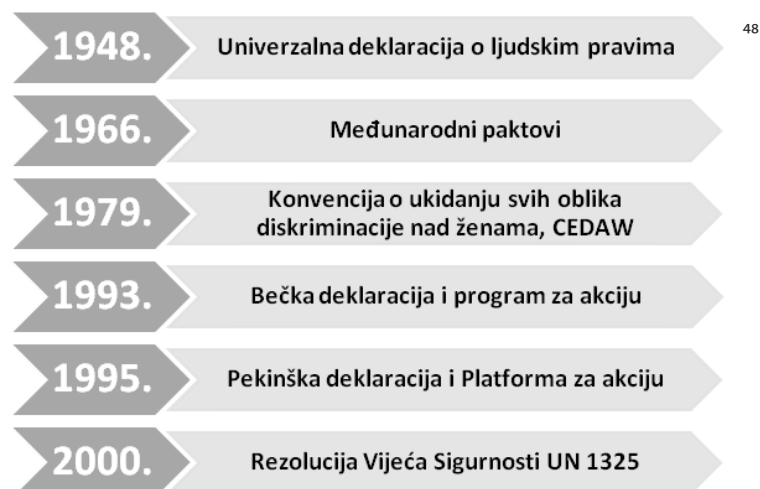 1948.
Univerzalna deklaracija o ljudskim pravima
48
1966.
Međunarodni paktovi
1979.
Konvencija o ukidanju svih oblika
diskriminacije nad ženama, CEDAW
1993.
Bečka deklaracija i program za akciju
1995.
Pekinška deklaracija i Platforma za akciju
2000.
Rezolucija Vijeća Sigurnosti UN 1325